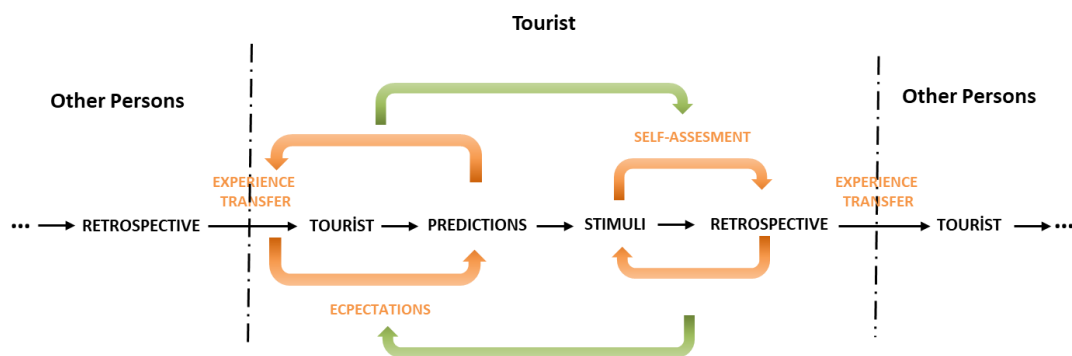 Tourist
Other Persons
Other Persons
SELF-ASSESMENT
EXPERIENCE
TRANSFER
EXPERIENCE
TRANSFER
••• RETROSPECTIVE TOURİST PREDICTIONS STIMULI RETROSPECTIVE TOURİST •••
ECPECTATIONS